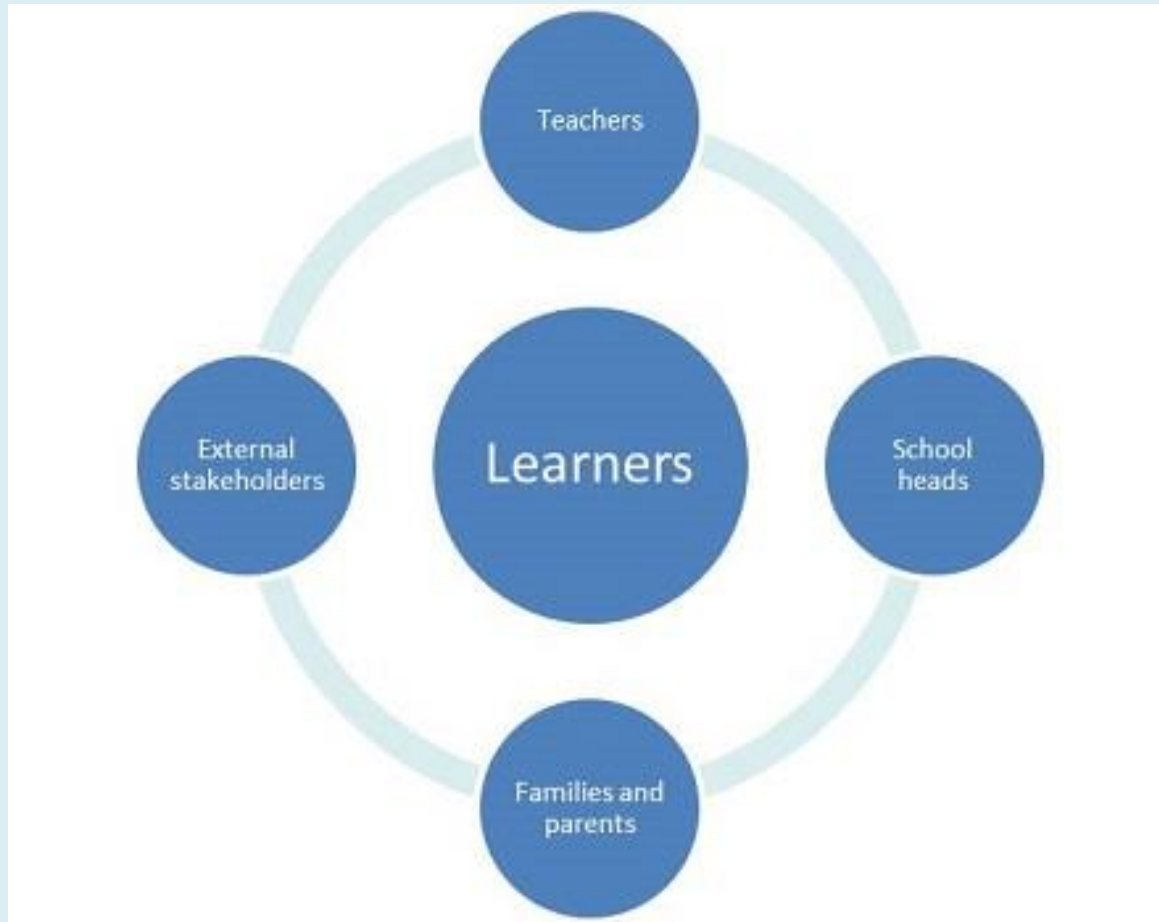 Teachers
External
stakeholders
Learners
School
heads
Families and
parents